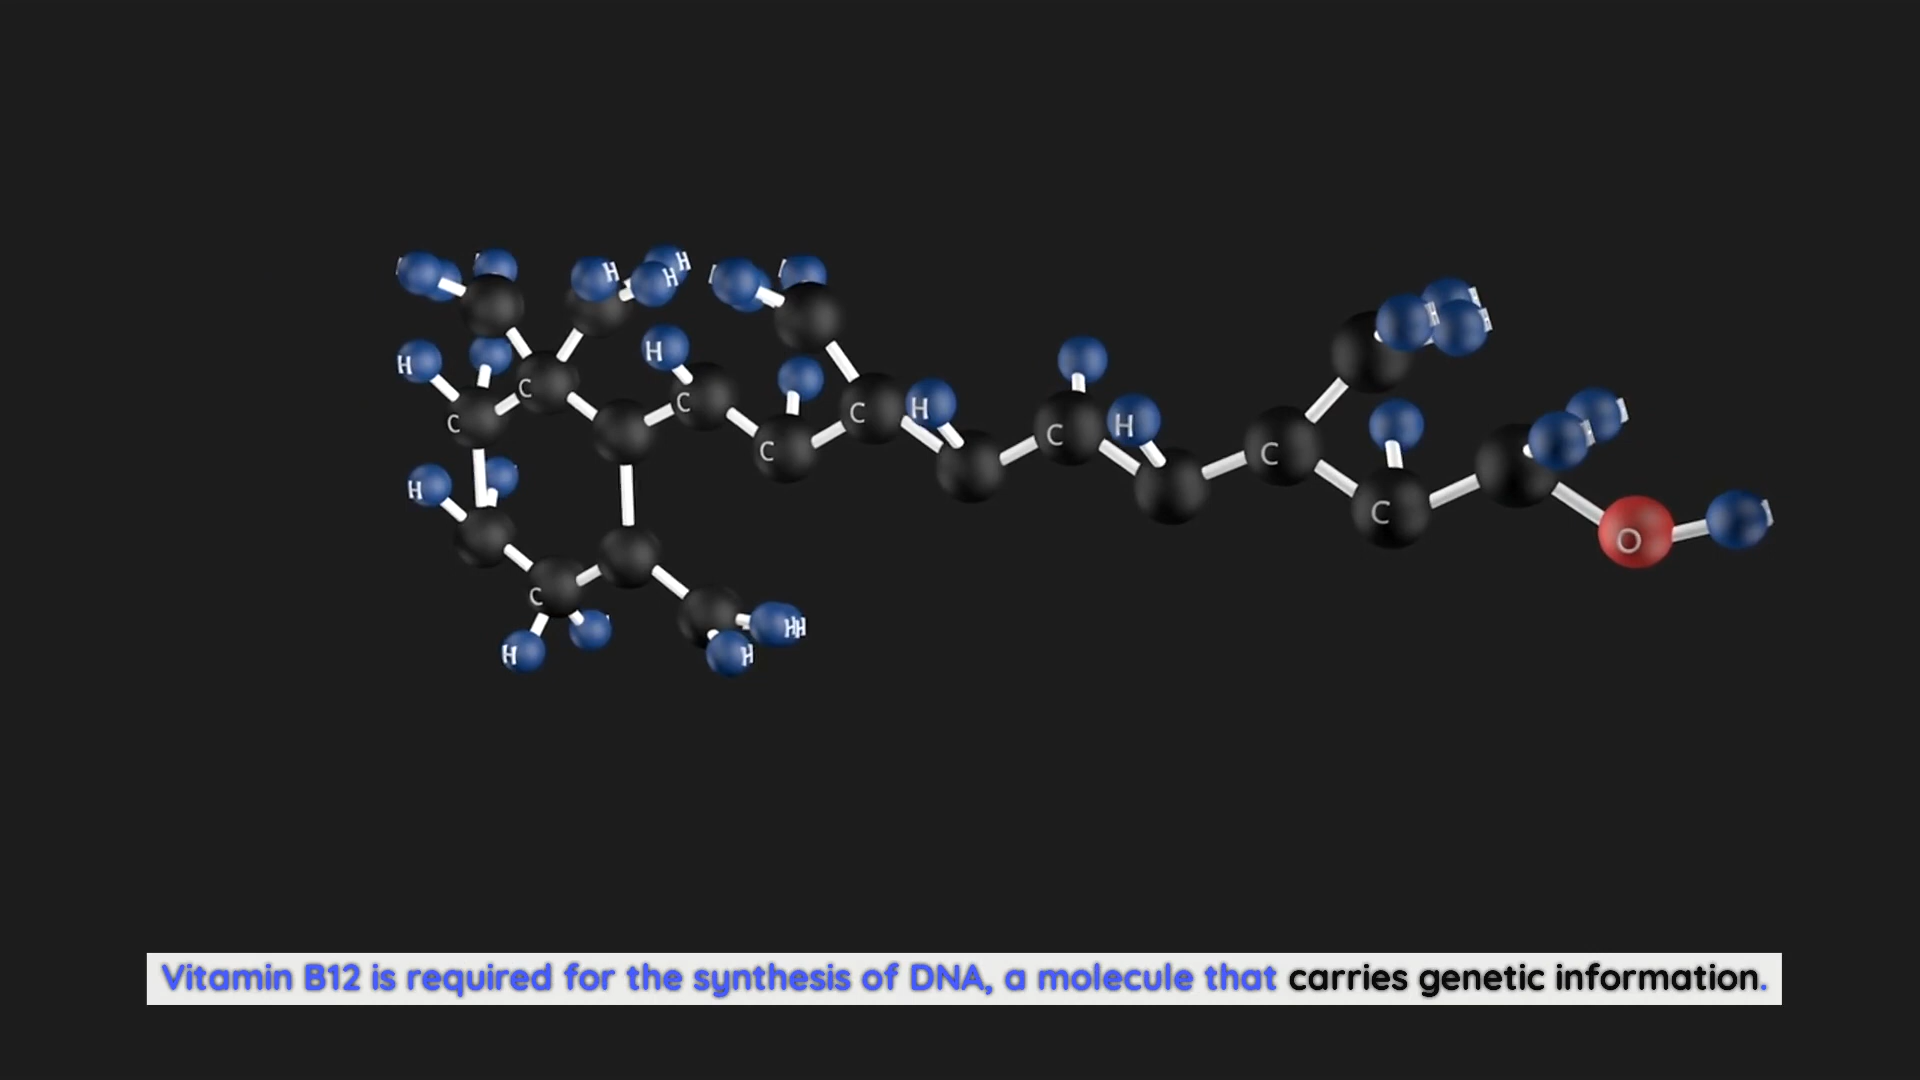 H H H
H H
H C C H
C C H H
C C C
H C
O
C
H H H H
Vitamin B12 is required for the synthesis of DNA, a molecule that carries genetic information.